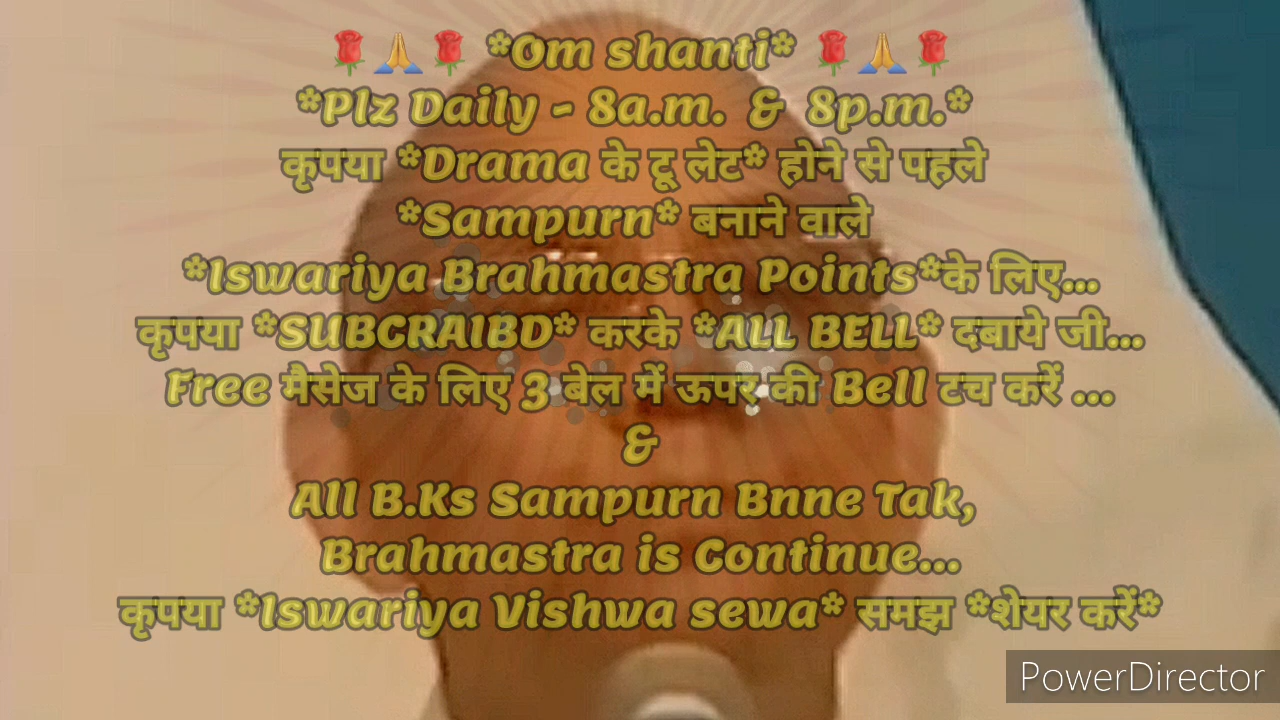 🌹🙏🌹 *Om shanti* 🌹🙏🌹
*Plz Daily - 8a.m. & 8p.m.*
कृपया *Drama के टू लेट* होने से पहले
*Sampurn* बनाने वाले
*Iswariya Brahmastra Points*के लिए...
कृपया *SUBCRAIBD* करके *ALL BELL* दबाये जी...
Free मैसेज के लिए 3 बेल में ऊपर की Bell टच करें ...
&
All B.Ks Sampurn Bnne Tak,
Brahmastra is Continue...
कृपया *Iswariya Vishwa sewa* समझ *शेयर करें*
PowerDirector